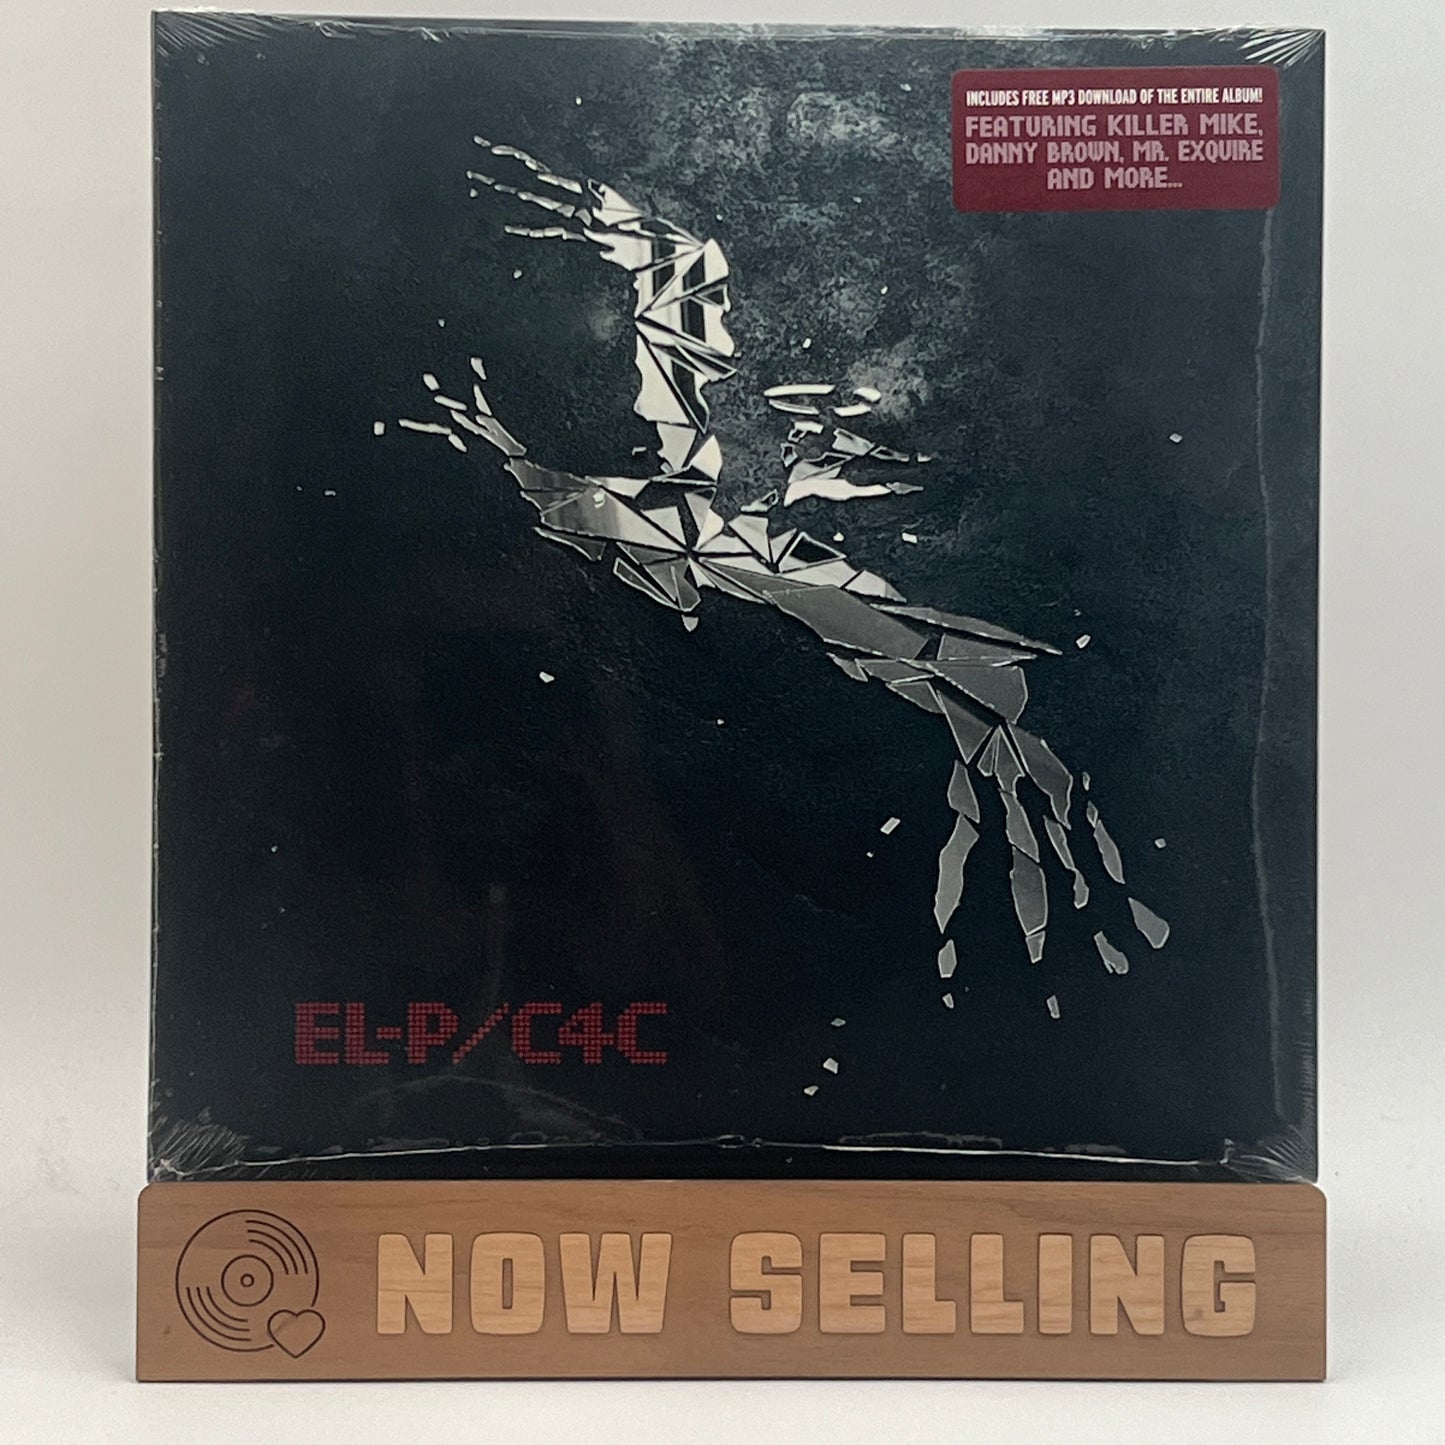 INCLUDES FREE MP3 DOWNLOAD OF THE ENTIRE ALBUM!
FEATURING KILLER MIKE,
DANNY BROWN, MR. EXQUIRE
AND MORE...
EL-P/C4C
NOW SELLING